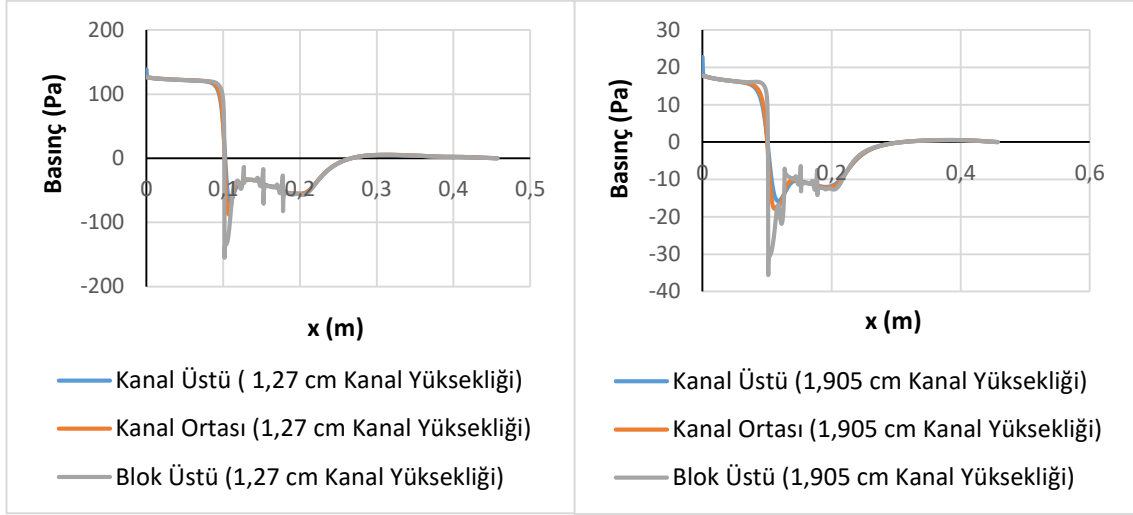 200
100
0
-100
-200
0
0,1
0,2
0,3
0,4
0,5
Basınç (Pa)
x (m)
Kanal Üstü ( 1,27 cm Kanal Yüksekliği)
Kanal Ortası (1,27 cm Kanal Yüksekliği)
Blok Üstü (1,27 cm Kanal Yüksekliği)
30
20
10
0
-10
-20
-30
-40
0
0,2
0,4
0,6
Basınç (Pa)
x (m)
Kanal Üstü (1,905 cm Kanal Yüksekliği)
Kanal Ortası (1,905 cm Kanal Yüksekliği)
Blok Üstü (1,905 cm Kanal Yüksekliği)